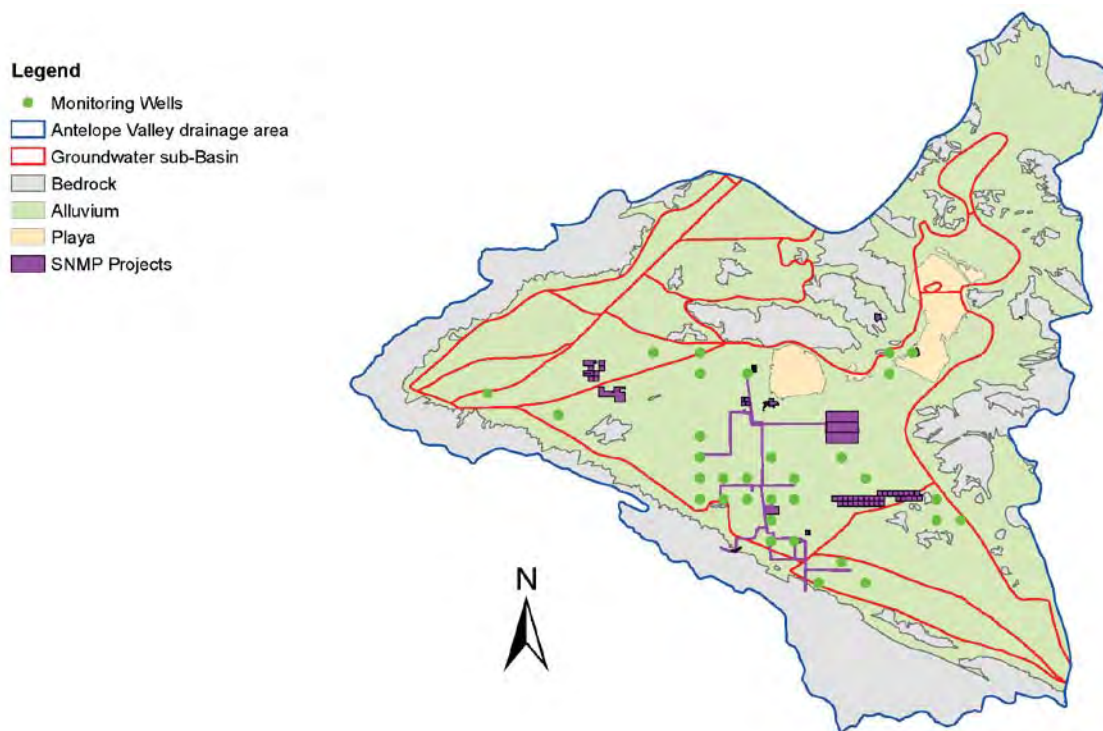 Legend
Monitoring Wells
Antelope Valley drainage area
Groundwater sub-Basin
Bedrock
Alluvium
Playa
SNMP Projects
N